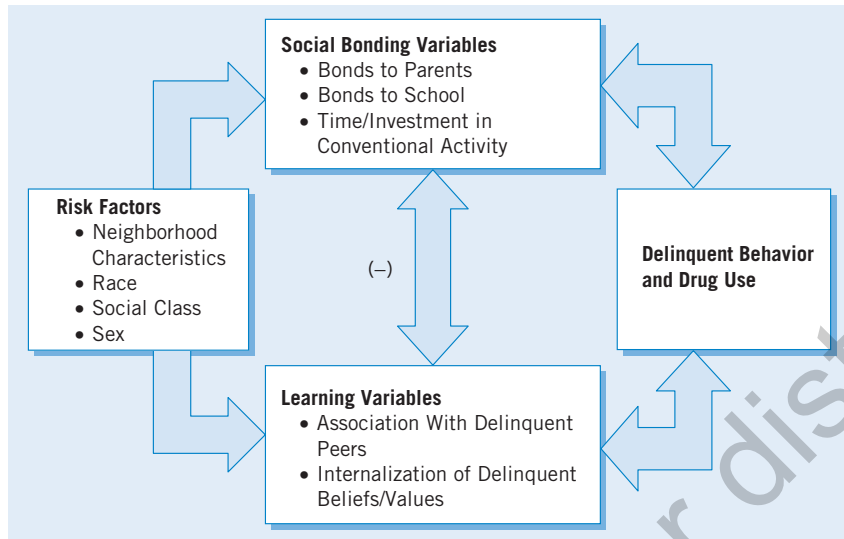 Social Bonding Variables
• Bonds to Parents
• Bonds to School
• Time/Investment in
Conventional Activity
Risk Factors
• Neighborhood
Characteristics
• Race
• Social Class
• Sex
(–)
Delinquent Behavior
and Drug Use
Learning Variables
• Association With Delinquent
Peers
• Internalization of Delinquent
Beliefs/Values
r dist